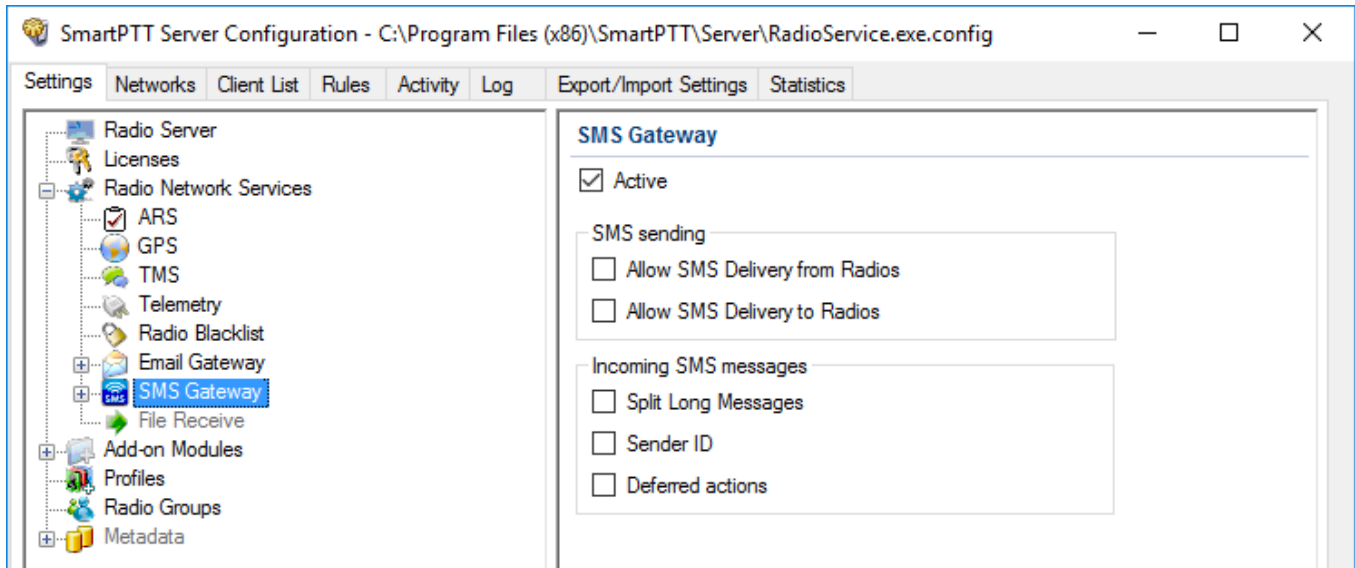 SmartPTT Server Configuration - C:\Program Files (x86)\SmartPTT\Server\RadioService.exe.config
Settings Networks Client List Rules Activity Log Export/Import Settings Statistics
Radio Server
Licenses
Radio Network Services
ARS
GPS
TMS
Telemetry
Radio Blacklist
Email Gateway
SMS SMS Gateway
File Receive
Add-on Modules
Profiles
Radio Groups
Metadata
SMS Gateway
Active
SMS sending
Allow SMS Delivery from Radios
Allow SMS Delivery to Radios
Incoming SMS messages
Split Long Messages
Sender ID
Deferred actions